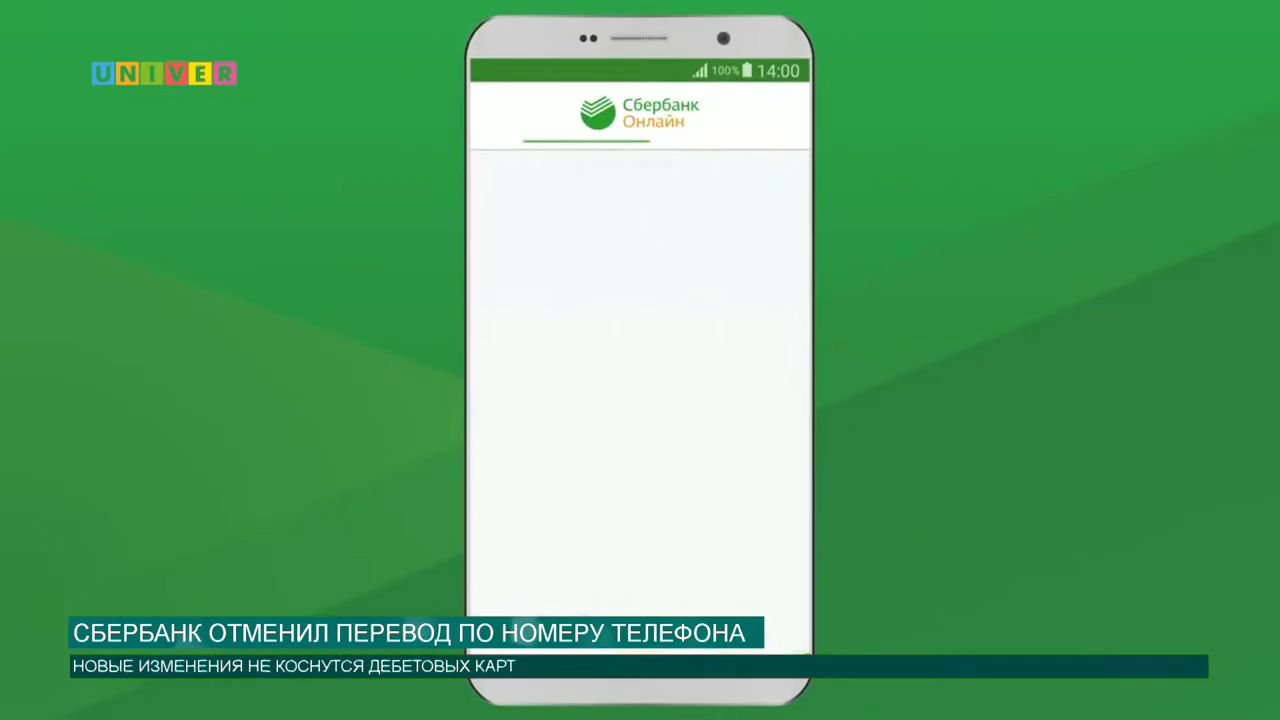 UNIVER
100% 14:00
Сбербанк
Онлайн
СБЕРБАНК ОТМЕНИЛ ПЕРЕВОД ПО НОМЕРУ ТЕЛЕФОНА
НОВЫЕ ИЗМЕНЕНИЯ НЕ КОСНУТСЯ ДЕБЕТОВЫХ КАРТ